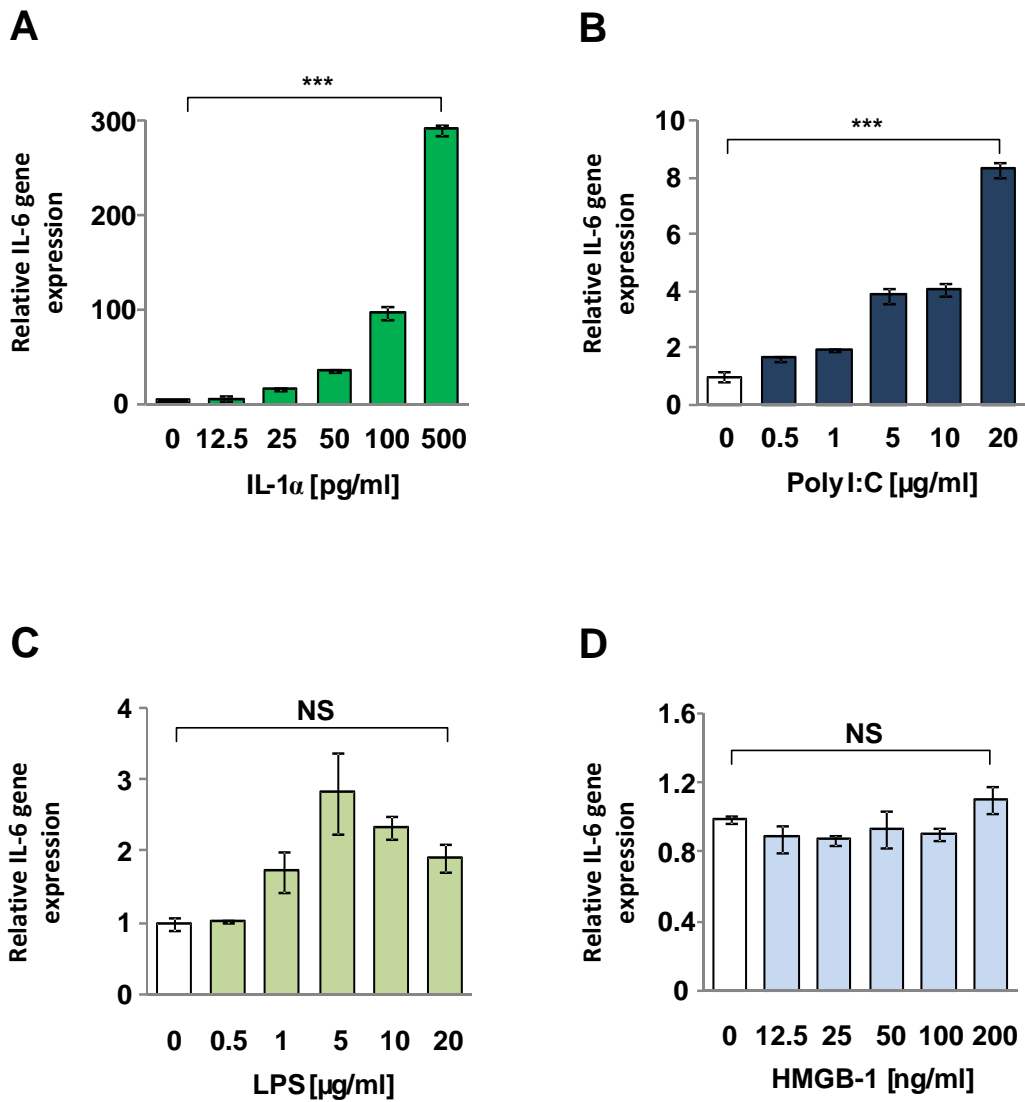 A
***
300
200
100
0
Relative IL-6 gene
expression
0 12.5 25 50 100 500
IL-1α [pg/ml]
B
***
10
8
6
4
2
0
Relative IL-6 gene
expression
0 0.5 1 5 10 20
Poly I:C [µg/ml]
C
NS
4
3
2
1
0
Relative IL-6 gene
expression
0 0.5 1 5 10 20
LPS [µg/ml]
D
NS
1.6
1.2
0.8
0.4
0
Relative IL-6 gene
expression
0 12.5 25 50 100 200
HMGB-1 [ng/ml]